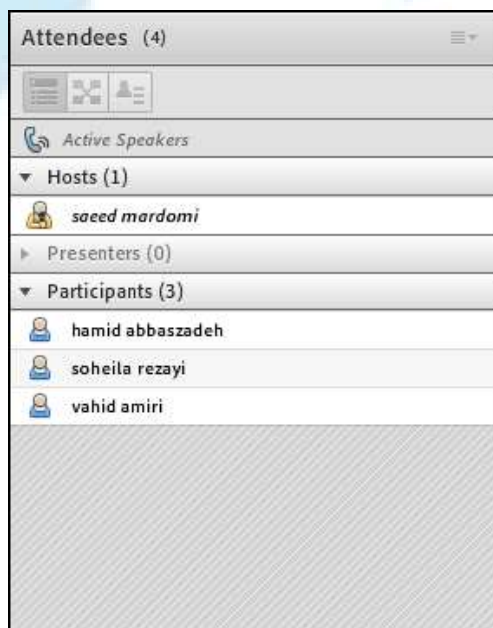 Attendees (4)
Active Speakers
Hosts (1)
saeed mardomi
Presenters (0)
Participants (3)
hamid abbaszadeh
soheila rezayi
vahid amiri